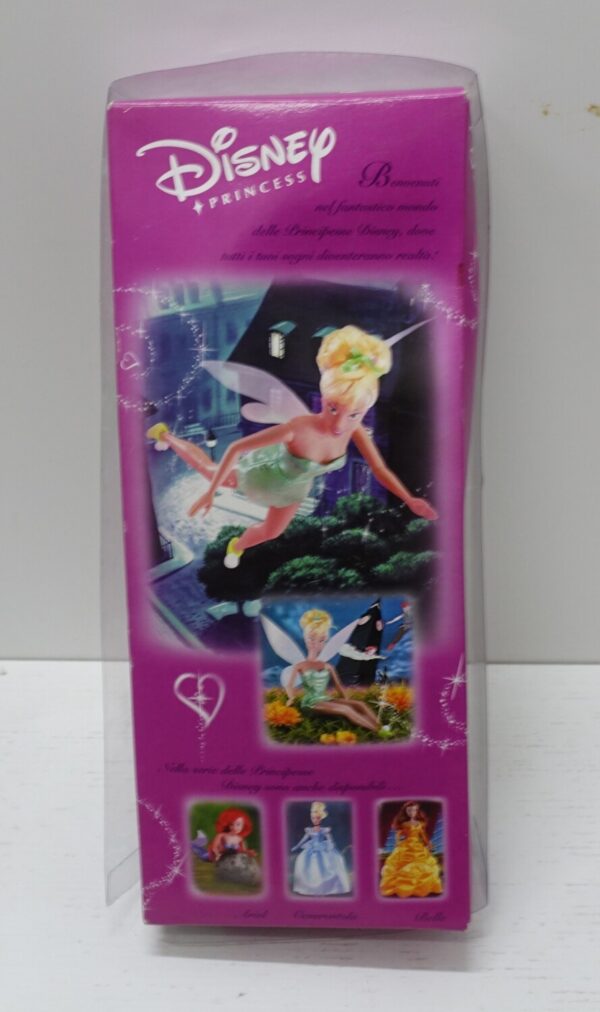 Disney
PRINCESS
Benvenuti
nel fantastico mondo
delle Principesse Disney, dove
tutti i tuoi sogni diventeranno realtà!
Nella serie delle Principesse
Disney sono anche disponibili...
Ariel Cenerentola Belle